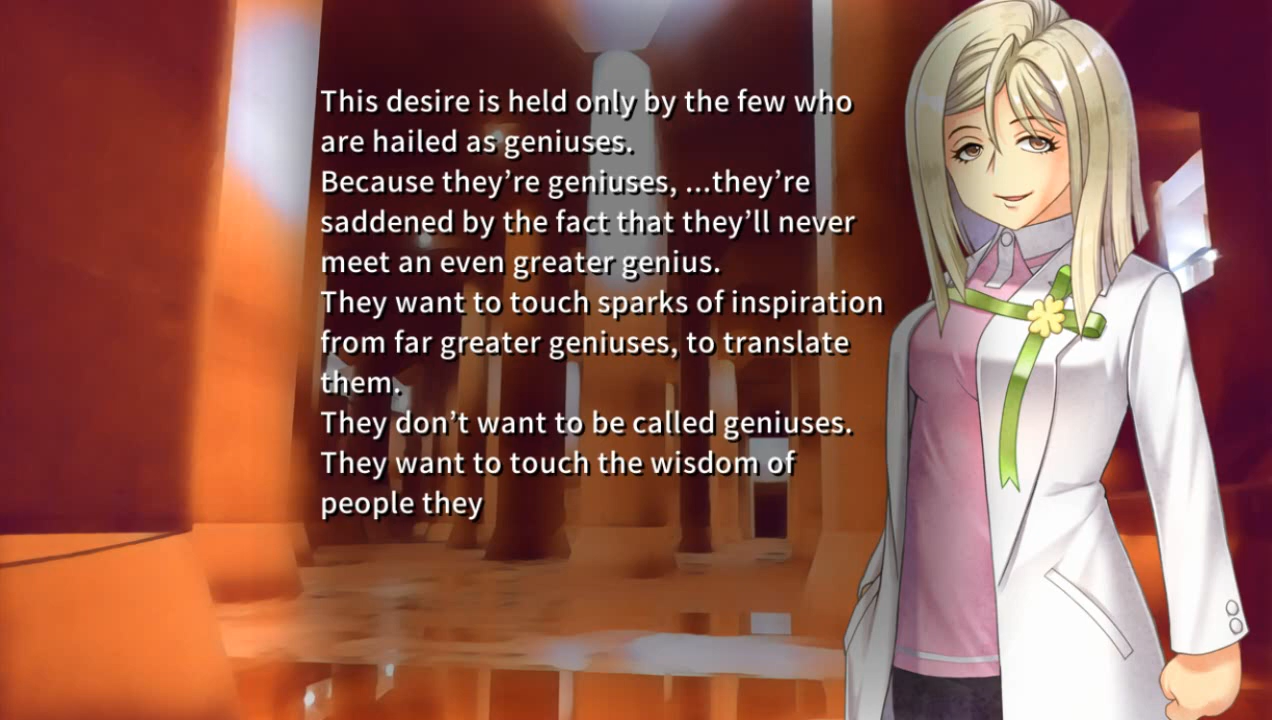 This desire is held only by the few who
are hailed as geniuses.
Because they’re geniuses, ...they’re
saddened by the fact that they’ll never
meet an even greater genius.
They want to touch sparks of inspiration
from far greater geniuses, to translate
them.
They don’t want to be called geniuses.
They want to touch the wisdom of
people they